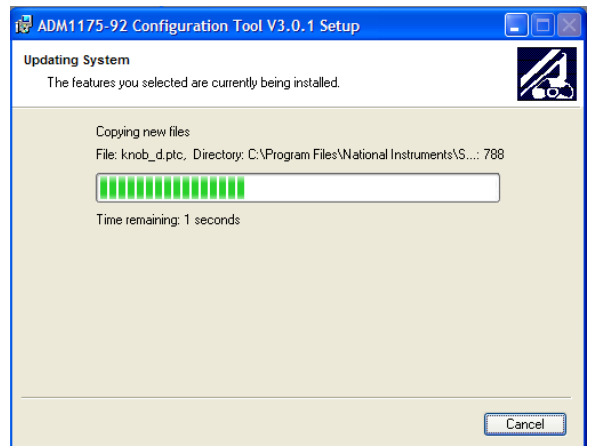 ADM1175-92 Configuration Tool V3.0.1 Setup
Updating System
The features you selected are currently being installed.
Copying new files
File: knob_d.ptc, Directory: C:\Program Files\National Instruments\S...: 788
Time remaining: 1 seconds
Cancel